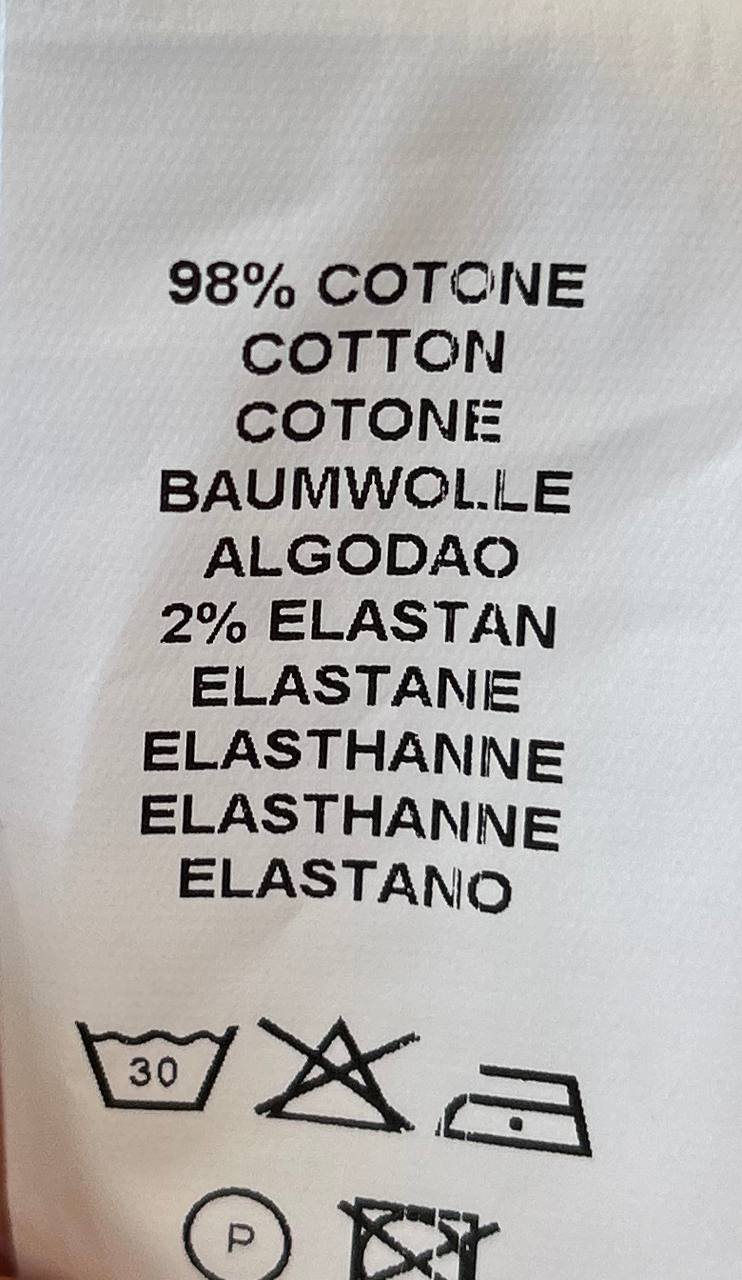 98% COTONE
COTTON
COTONE
BAUMWOLLE
ALGODAO
2% ELASTAN
ELASTANE
ELASTHANNE
ELASTHANNE
ELASTANO
30
P